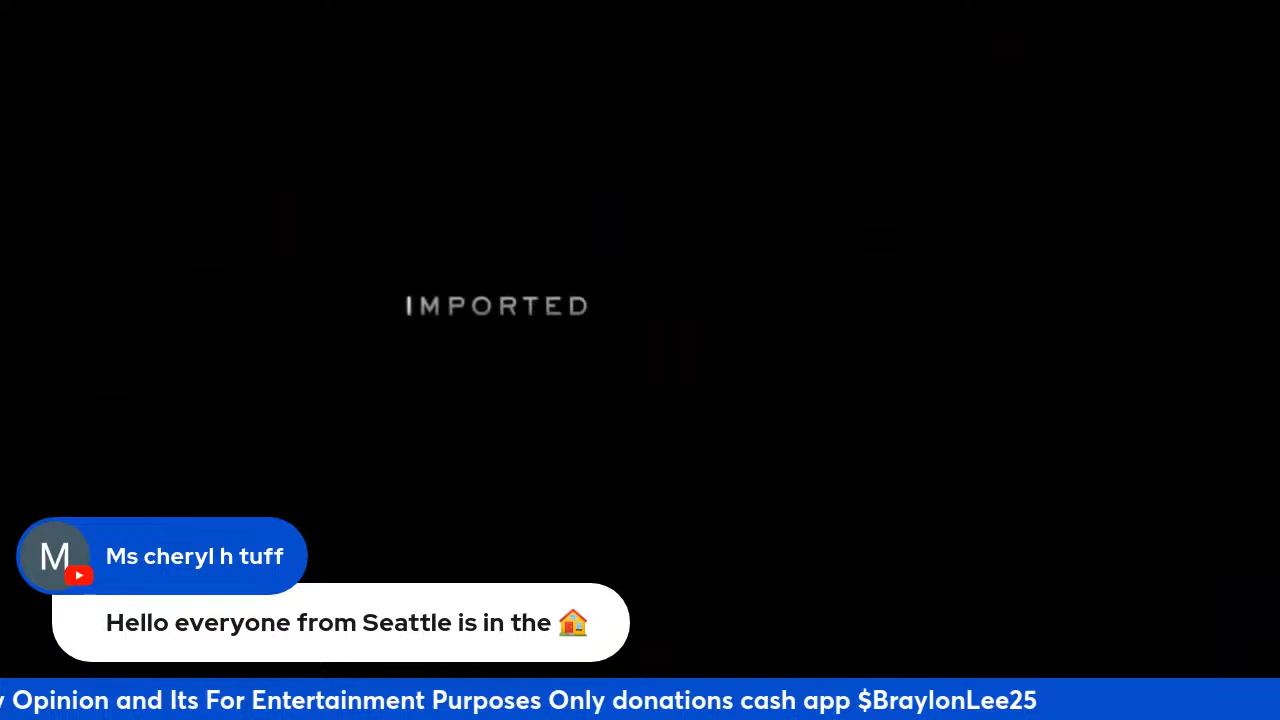 IMPORTED
M
Ms cheryl h tuff
Hello everyone from Seattle is in the 🏠
Opinion and Its For Entertainment Purposes Only donations cash app $BraylonLee25